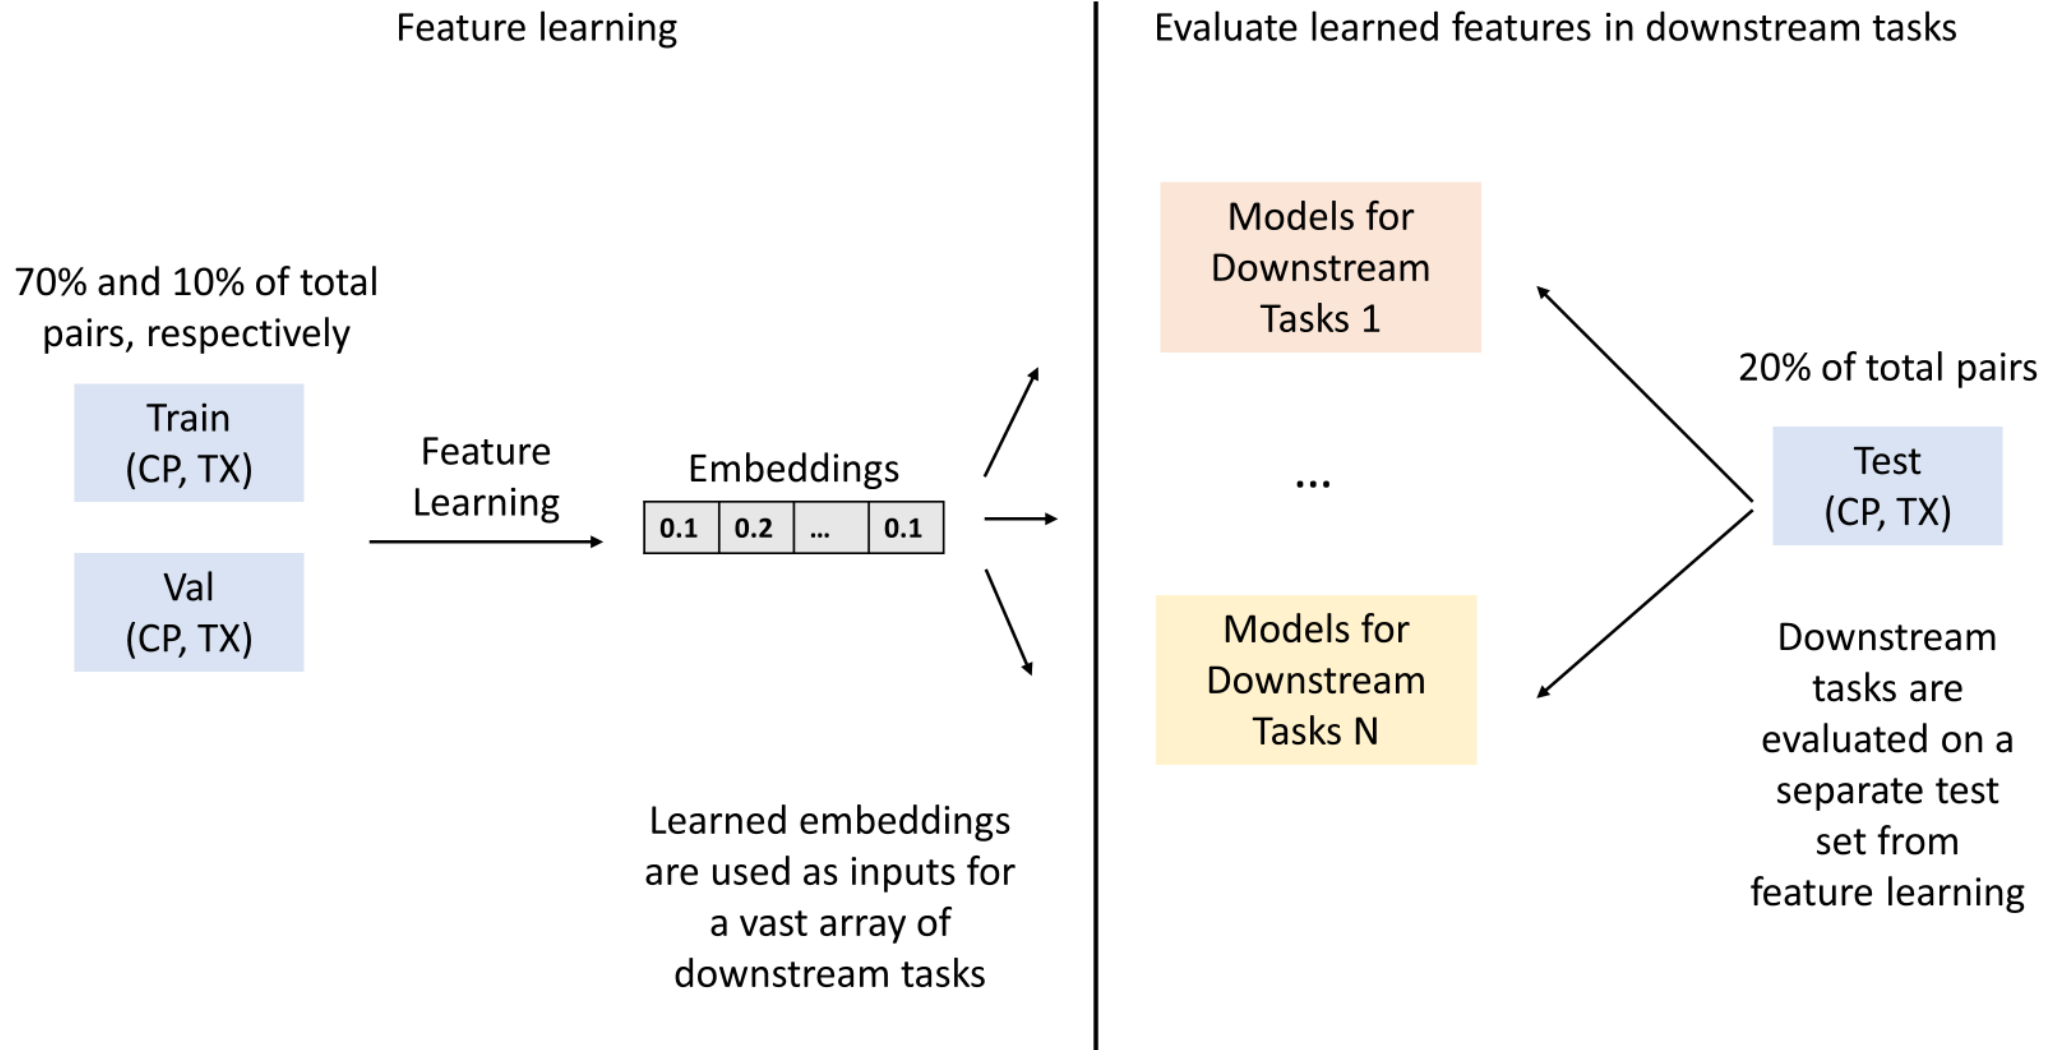 Feature learning
70% and 10% of total
pairs, respectively
Train
(CP, TX)
Val
(CP, TX)
Feature
Learning
Embeddings
0.1 0.2 ... 0.1
Learned embeddings
are used as inputs for
a vast array of
downstream tasks
Evaluate learned features in downstream tasks
Models for
Downstream
Tasks 1
...
Models for
Downstream
Tasks N
20% of total pairs
Test
(CP, TX)
Downstream
tasks are
evaluated on a
separate test
set from
feature learning